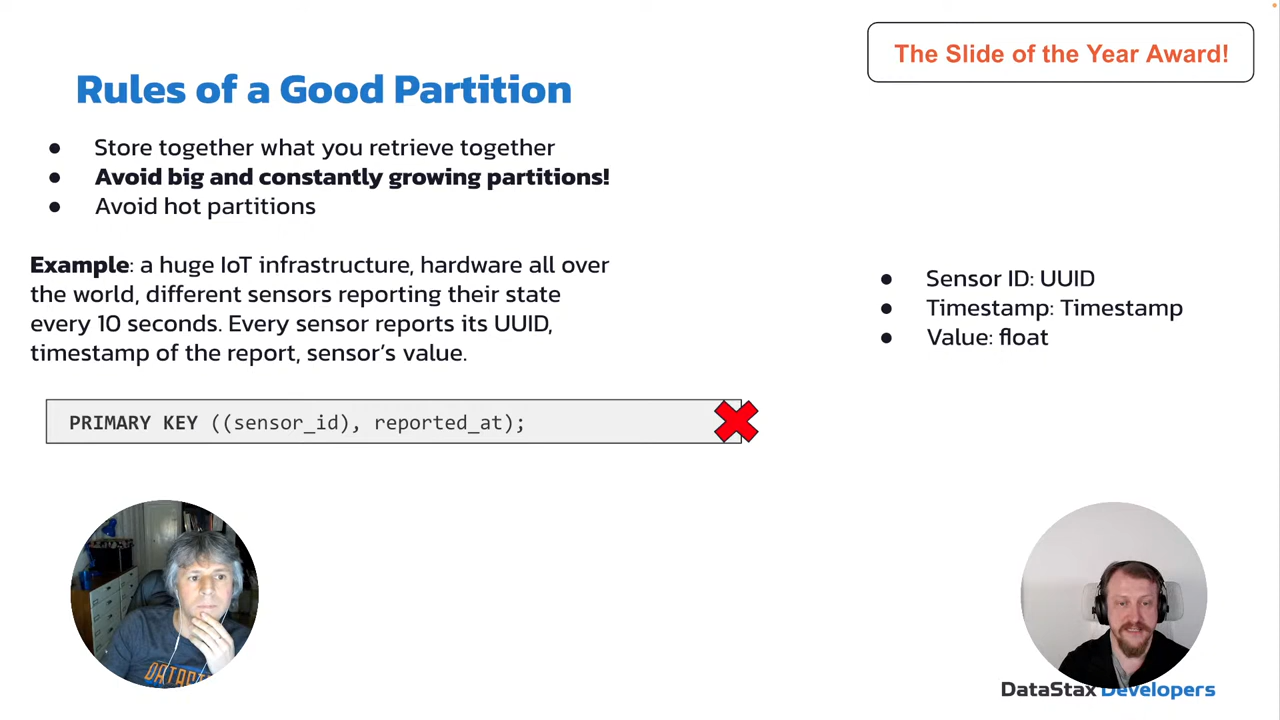 The Slide of the Year Award!
Rules of a Good Partition
● Store together what you retrieve together
● Avoid big and constantly growing partitions!
● Avoid hot partitions
Example: a huge IoT infrastructure, hardware all over
the world, different sensors reporting their state
every 10 seconds. Every sensor reports its UUID,
timestamp of the report, sensor's value.
● Sensor ID: UUID
● Timestamp: Timestamp
● Value: float
PRIMARY KEY ((sensor_id), reported_at);
DataStax Developers